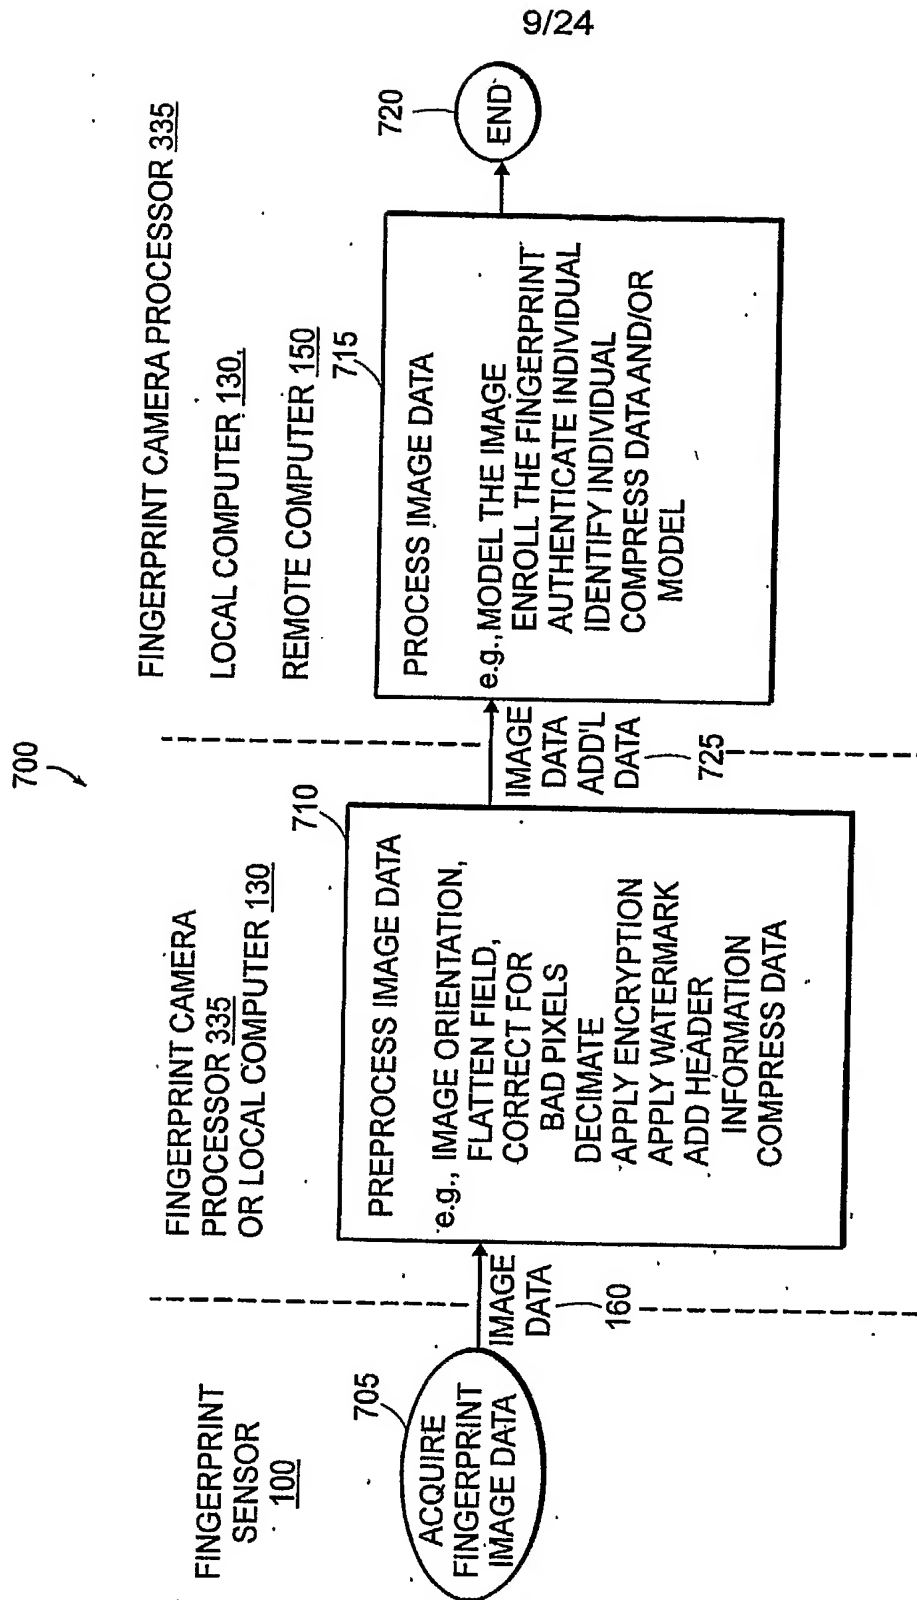 9/24
700
FINGERPRINT
SENSOR
100
705
ACQUIRE
FINGERPRINT
IMAGE DATA
IMAGE
DATA
160
FINGERPRINT CAMERA
PROCESSOR 335
OR LOCAL COMPUTER 130
710
PREPROCESS IMAGE DATA
e.g., IMAGE ORIENTATION,
FLATTEN FIELD,
CORRECT FOR
BAD PIXELS
DECIMATE
APPLY ENCRYPTION
APPLY WATERMARK
ADD HEADER
INFORMATION
COMPRESS DATA
IMAGE
DATA
ADD'L
DATA
725
FINGERPRINT CAMERA PROCESSOR 335
LOCAL COMPUTER 130,
REMOTE COMPUTER 150
715
PROCESS IMAGE DATA
e.g., MODEL THE IMAGE
ENROLL THE FINGERPRINT
AUTHENTICATE INDIVIDUAL
IDENTIFY INDIVIDUAL
COMPRESS DATA AND/OR
MODEL
720
END